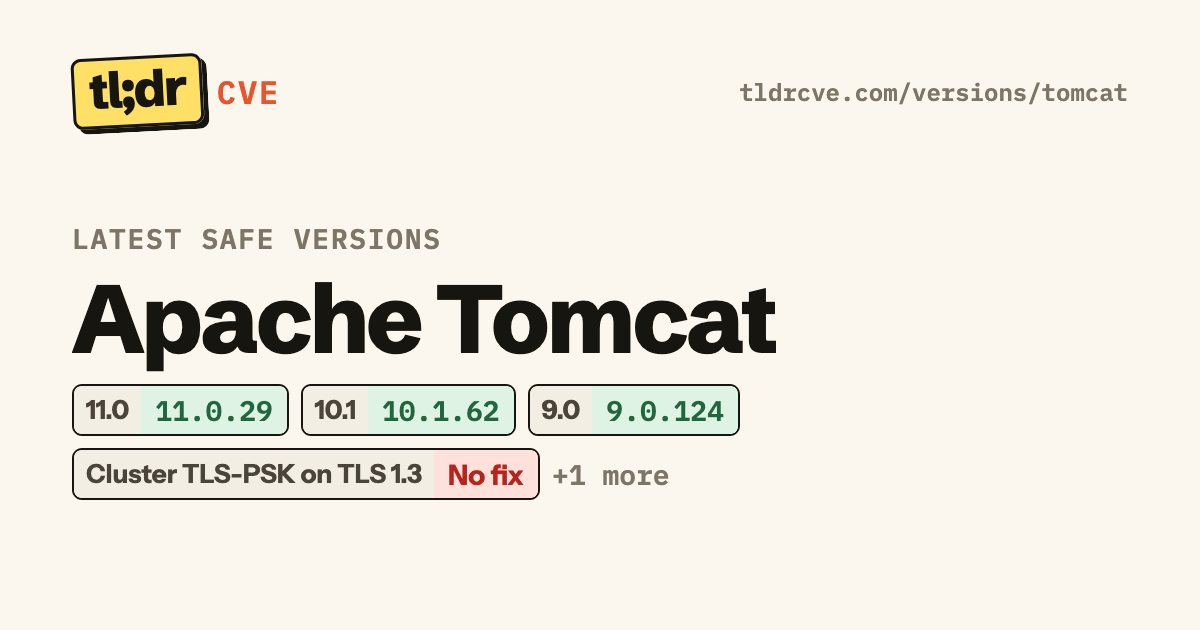 tl;dr CVE
tldrcve.com/versions/tomcat
LATEST SAFE VERSIONS
Apache Tomcat
11.0 11.0.29 10.1 10.1.62 9.0 9.0.124
Cluster TLS-PSK on TLS 1.3 No fix +1 more